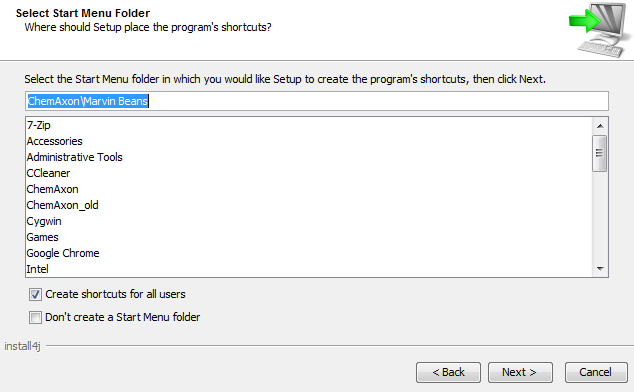 Select Start Menu Folder
Where should Setup place the program's shortcuts?
Select the Start Menu folder in which you would like Setup to create the program's shortcuts, then click Next.
ChemAxon\Marvin Beans
7-Zip
Accessories
Administrative Tools
CCleaner
ChemAxon
ChemAxon_old
Cygwin
Games
Google Chrome
Intel
Create shortcuts for all users
Don't create a Start Menu folder
install4j
< Back
Next >
Cancel